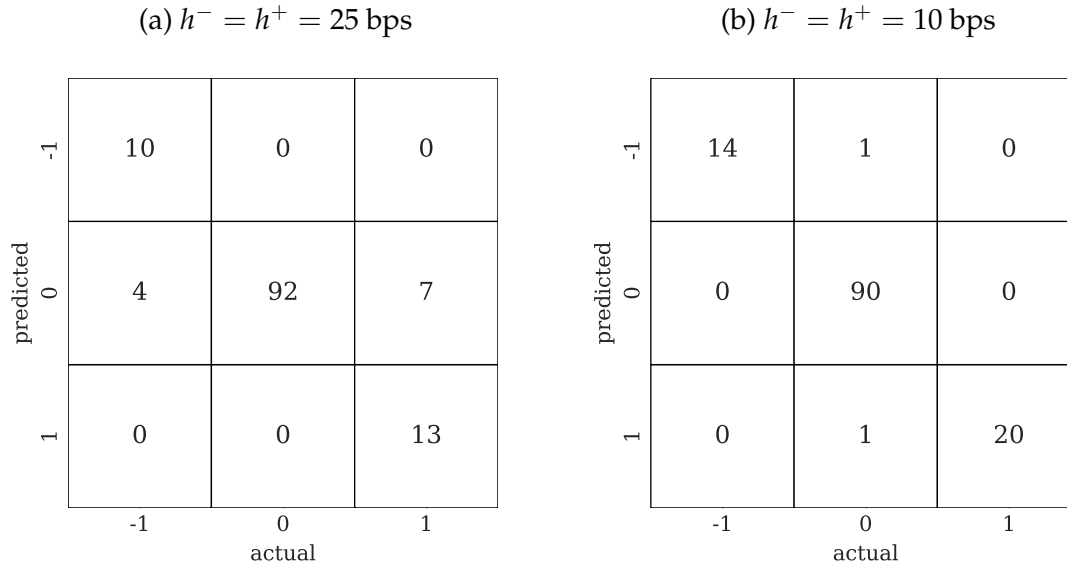 (a) h⁻ = h⁺ = 25 bps
-1 10 0 0
predicted
0 4 92 7
1 0 0 13
-1 0 1
actual
(b) h⁻ = h⁺ = 10 bps
-1 14 1 0
predicted
0 0 90 0
1 0 1 20
-1 0 1
actual